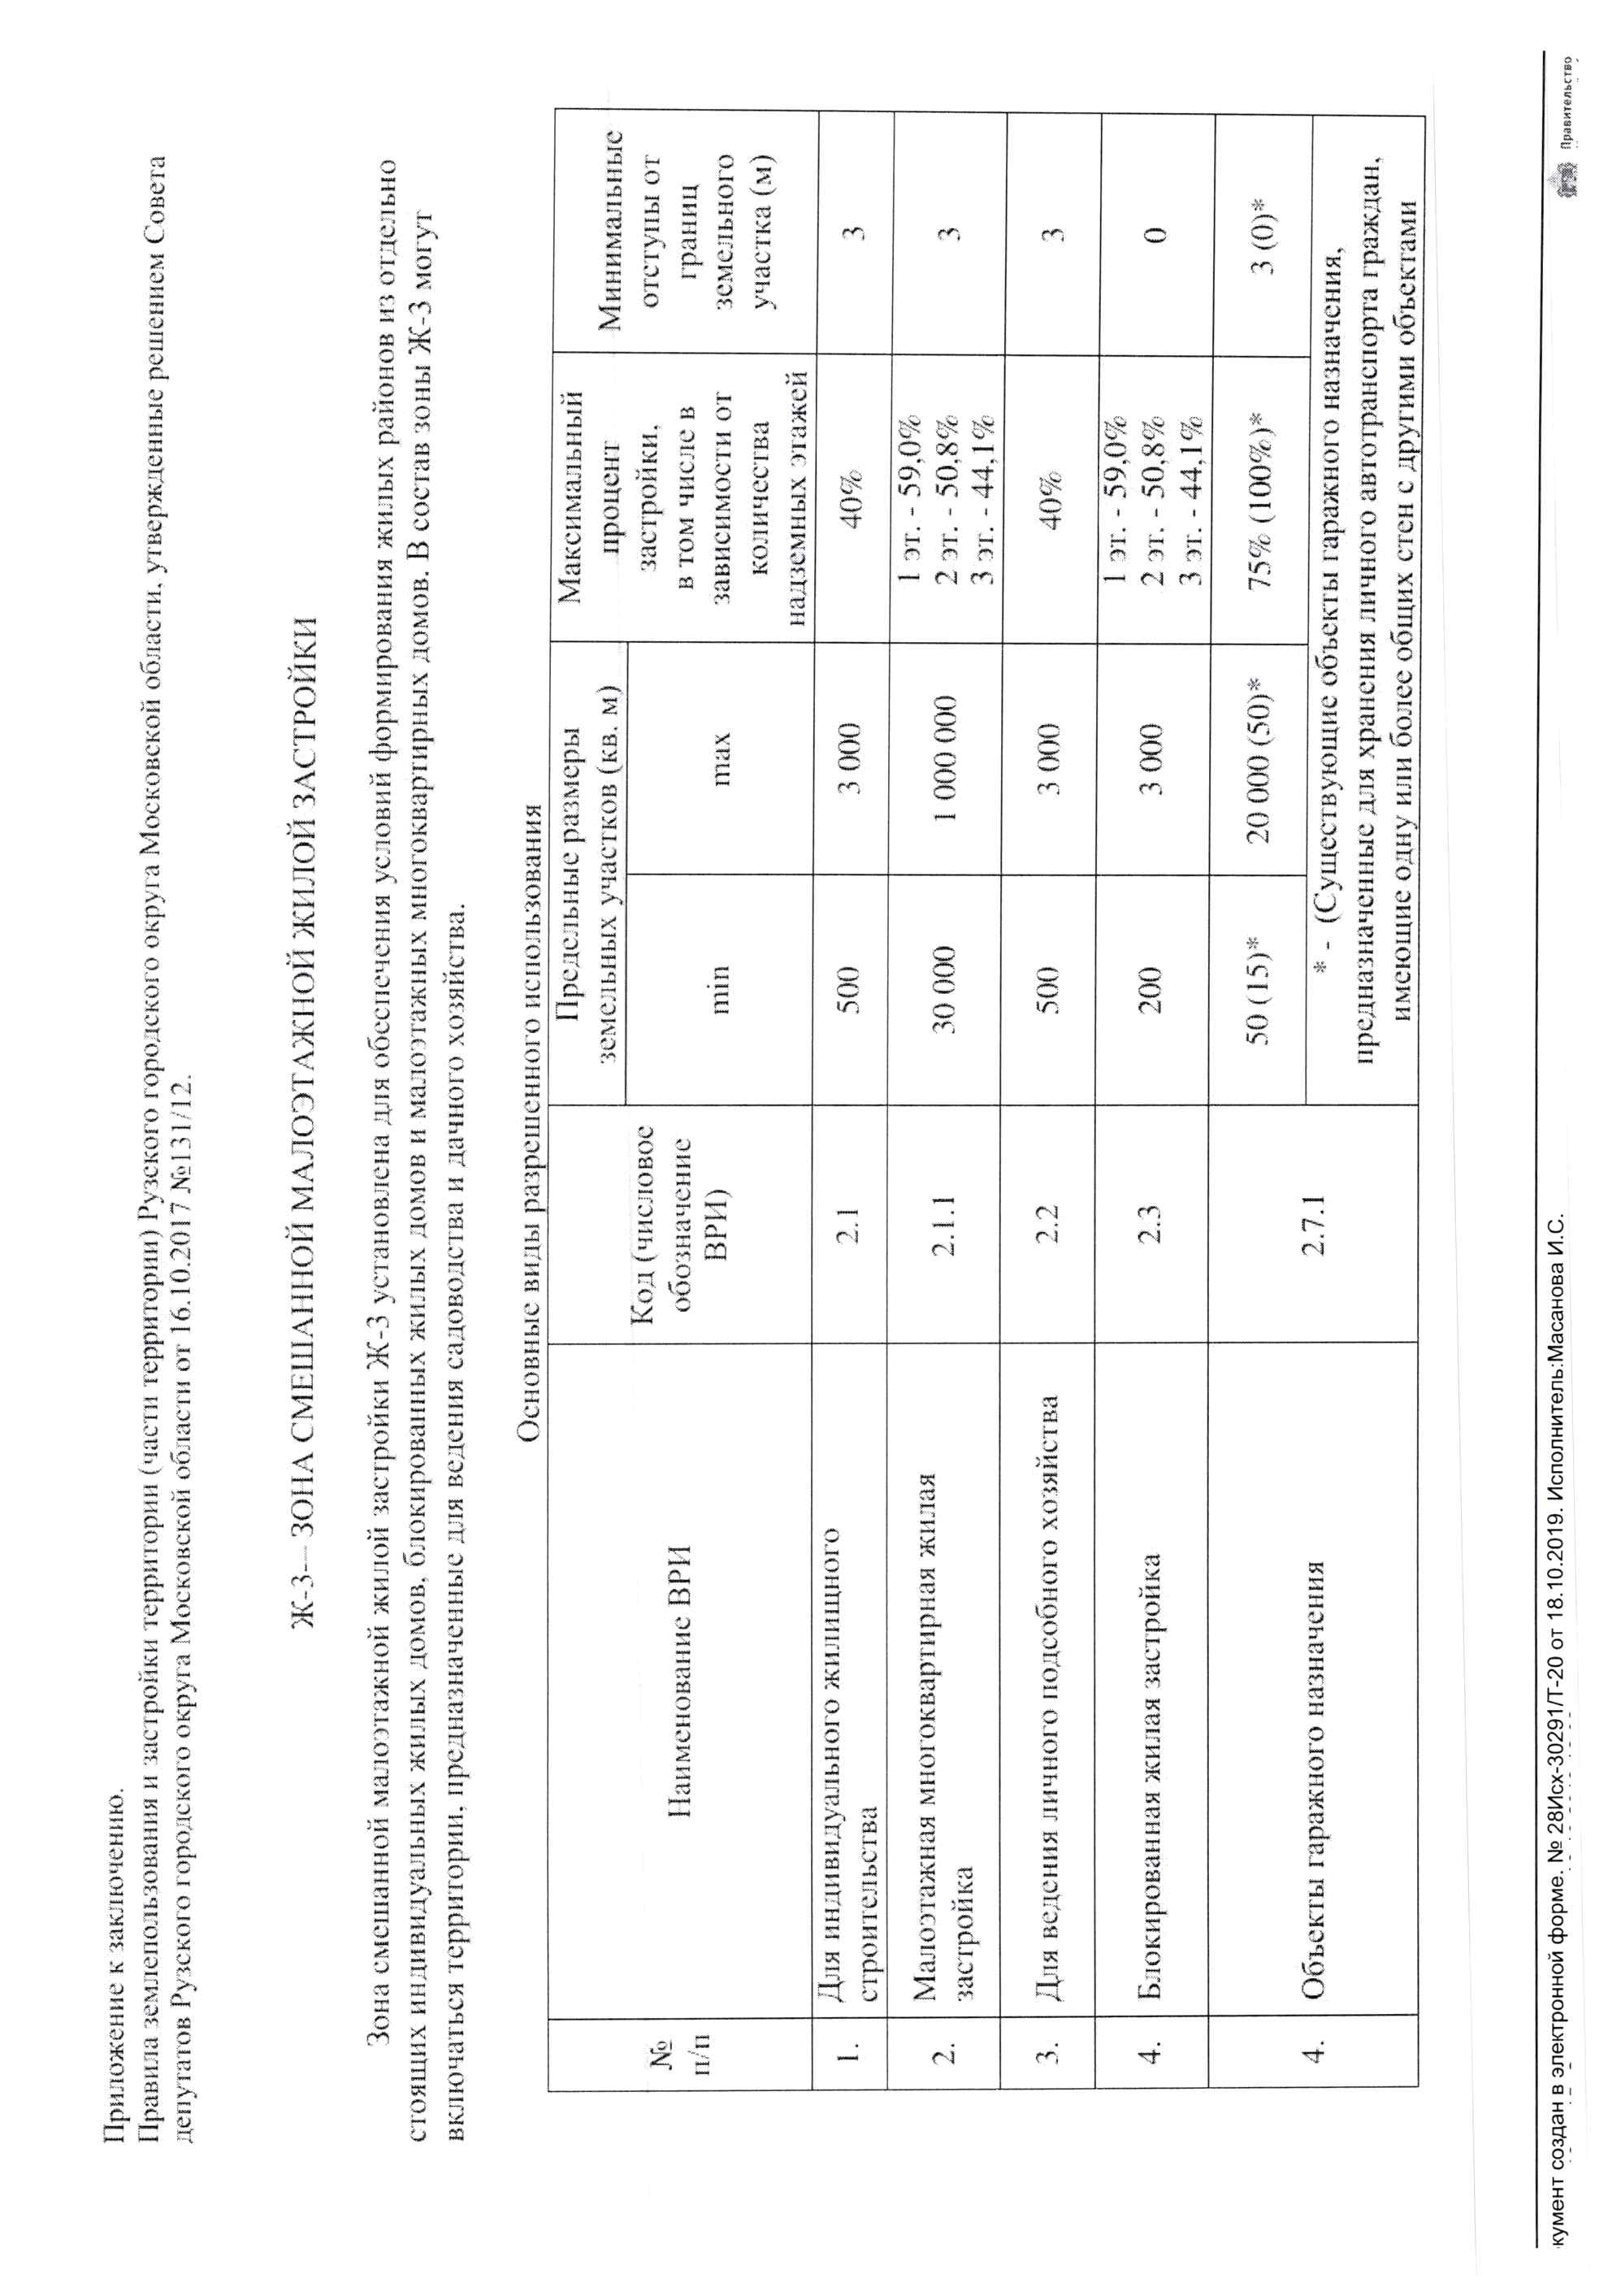 Приложение к заключению.
Правила землепользования и застройки территории (части территории) Рузского городского округа Московской области, утвержденные решением Совета
депутатов Рузского городского округа Московской области от 16.10.2017 №131/12.
Ж-3— ЗОНА СМЕШАННОЙ МАЛОЭТАЖНОЙ ЖИЛОЙ ЗАСТРОЙКИ
Зона смешанной малоэтажной жилой застройки Ж-3 установлена для обеспечения условий формирования жилых районов из отдельно
стоящих индивидуальных жилых домов, блокированных жилых домов и малоэтажных многоквартирных домов. В состав зоны Ж-3 могут
включаться территории, предназначенные для ведения садоводства и дачного хозяйства.
Основные виды разрешенного использования
№
п/п
Наименование ВРИ
Код (числовое
обозначение
ВРИ)
Предельные размеры
земельных участков (кв. м)
min
max
Максимальный
процент
застройки,
в том числе в
зависимости от
количества
надземных этажей
Минимальные
отступы от
границ
земельного
участка (м)
1.
Для индивидуального жилищного
строительства
2.1
500
3 000
40%
3
2.
Малоэтажная многоквартирная жилая
застройка
2.1.1
30 000
1 000 000
1 эт. - 59,0%
2 эт. - 50,8%
3 эт. - 44,1%
3
3.
Для ведения личного подсобного хозяйства
2.2
500
3 000
40%
3
4.
Блокированная жилая застройка
2.3
200
3 000
1 эт. - 59,0%
2 эт. - 50,8%
3 эт. - 44,1%
0
4.
Объекты гаражного назначения
2.7.1
50 (15)*
20 000 (50)*
75% (100%)*
3 (0)*
* - (Существующие объекты гаражного назначения,
предназначенные для хранения личного автотранспорта граждан,
имеющие одну или более общих стен с другими объектами
кумент создан в электронной форме. № 28Исх-30291/Т-20 от 18.10.2019. Исполнитель:Масанова И.С.
Правительство